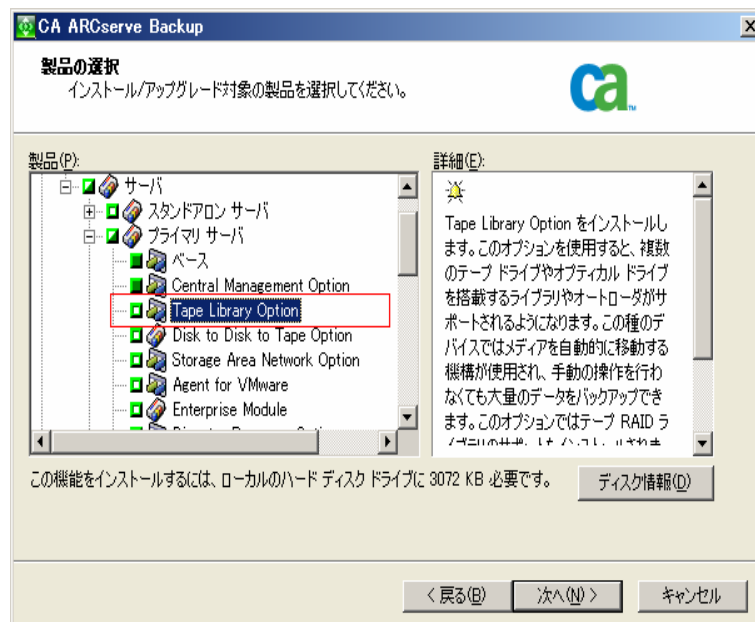 CA ARCserve Backup
製品の選択
インストール/アップグレード対象の製品を選択してください。
ca
製品(P):
サーバ
スタンドアロン サーバ
プライマリ サーバ
ベース
Central Management Option
Tape Library Option
Disk to Disk to Tape Option
Storage Area Network Option
Agent for VMware
Enterprise Module
詳細(E):
Tape Library Option をインストールし
ます。このオプションを使用すると、複数
のテープ ドライブやオプティカル ドライブ
を搭載するライブラリやオートローダがサ
ポートされるようになります。この種のデ
バイスではメディアを自動的に移動する
機構が使用され、手動の操作を行わ
なくても大量のデータをバックアップでき
ます。このオプションではテープ RAID ラ
この機能をインストールするには、ローカルのハード ディスク ドライブに 3072 KB 必要です。
ディスク情報(D)
< 戻る(B)
次へ(N) >
キャンセル